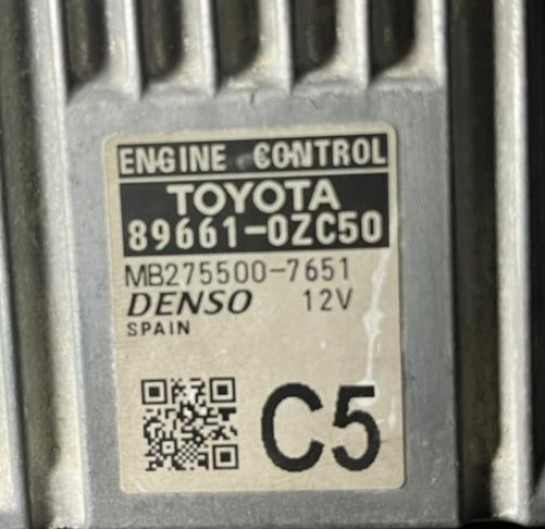 ENGINE CONTROL
TOYOTA
89661-0ZC50
MB275500-7651
DENSO 12V
SPAIN
C5